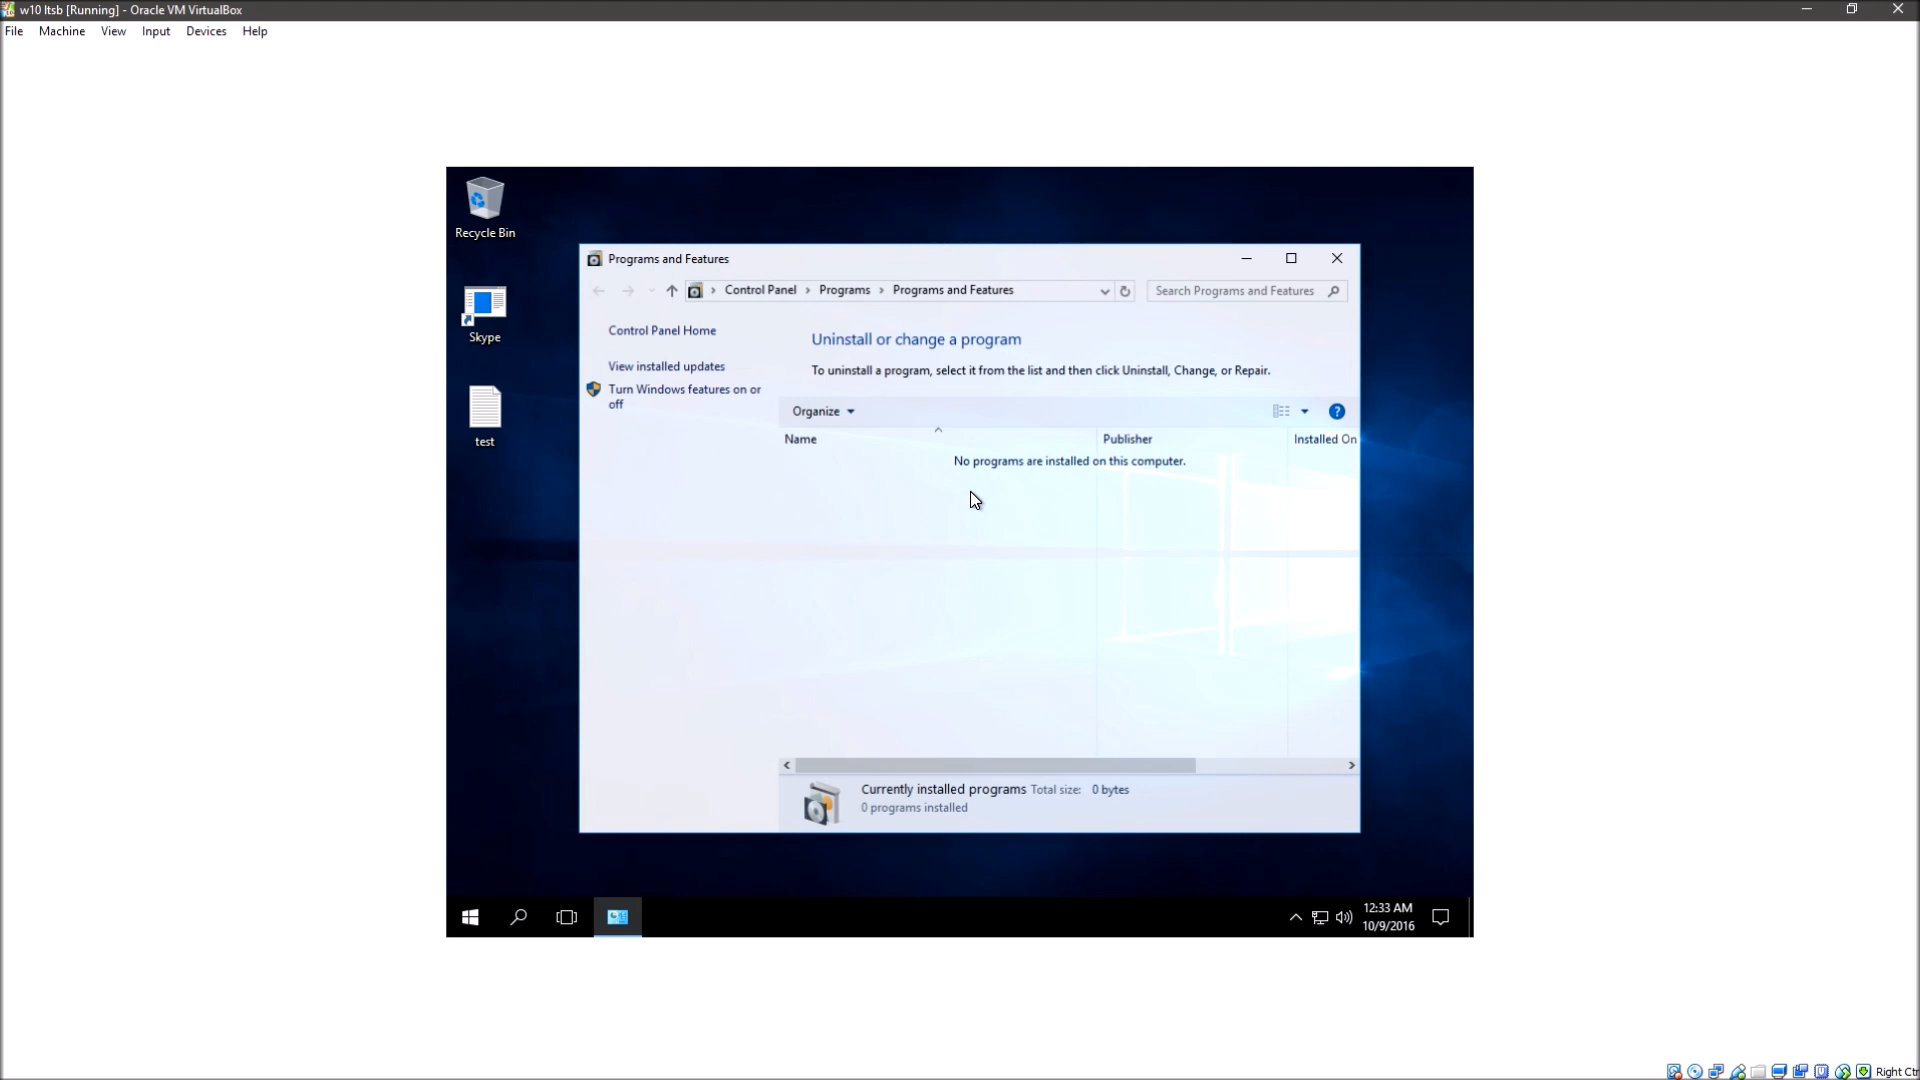 w10 ltsb [Running] - Oracle VM VirtualBox
File Machine View Input Devices Help
Recycle Bin
Skype
test
Programs and Features
Control Panel > Programs > Programs and Features
Search Programs and Features
Control Panel Home
View installed updates
Turn Windows features on or
off
Uninstall or change a program
To uninstall a program, select it from the list and then click Uninstall, Change, or Repair.
Organize
Name Publisher Installed On
No programs are installed on this computer.
Currently installed programs Total size: 0 bytes
0 programs installed
12:33 AM
10/9/2016
Right Ctr